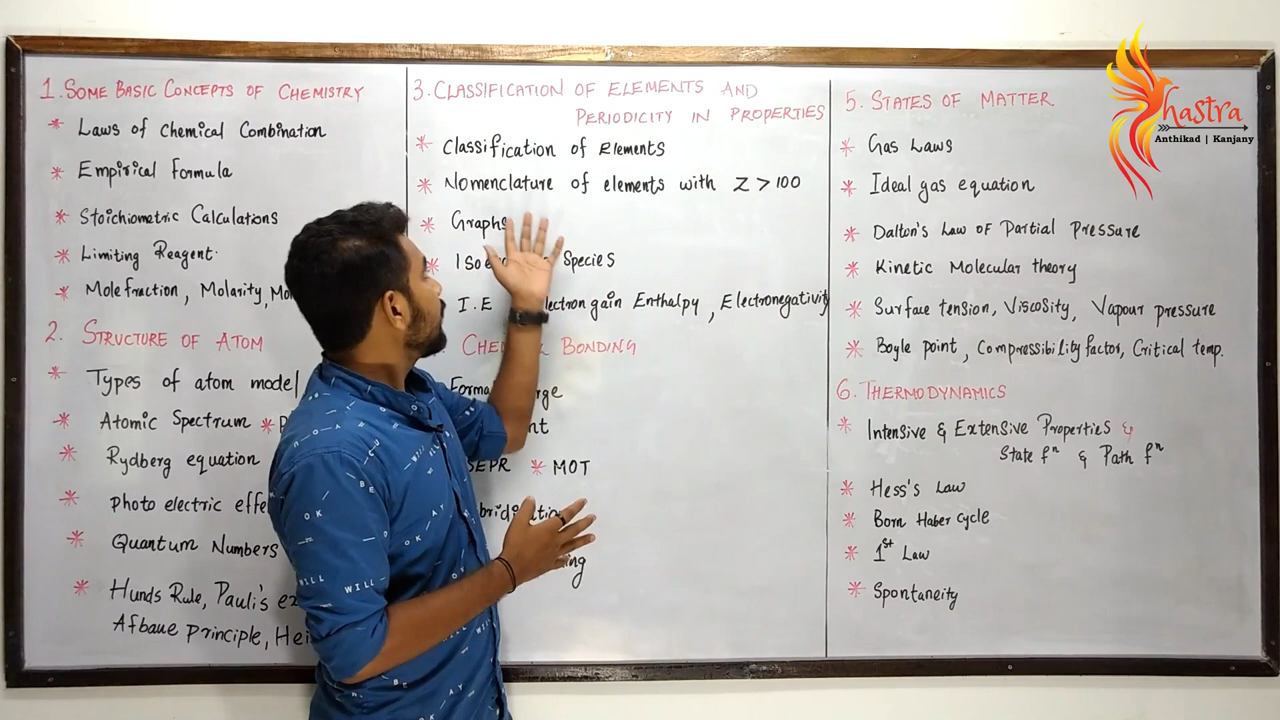 1. SOME BASIC CONCEPTS OF CHEMISTRY
* Laws of Chemical Combination
* Empirical Formula
* Stoichiometric Calculations
* Limiting Reagent.
* Mole fraction, Molarity,
2. STRUCTURE OF ATOM
* Types of atom model
* Atomic Spectrum *
* Rydberg equation
* Photo electric
* Quantum Numbers
* Hunds Rule, Pauli's
Afbaue principle,
3. CLASSIFICATION OF ELEMENTS AND
PERIODICITY IN PROPERTIES
* Classification of Elements
* Nomenclature of elements with Z > 100
* Graphs
* Species
I.E gain Enthalpy, Electronegativity
BONDING
* MOT
5. STATES OF MATTER
* Gas Laws
* Ideal gas equation
* Dalton's Law of Partial Pressure
* Kinetic Molecular theory
* Surface tension, Viscosity, Vapour pressure
* Boyle point, Compressibility factor, Critical temp.
6. THERMODYNAMICS
* Intensive & Extensive Properties &
State fⁿ & Path fⁿ
* Hess's Law
* Born Haber cycle
* 1st Law
* Spontaneity
hastra
Anthikad | Kanjany